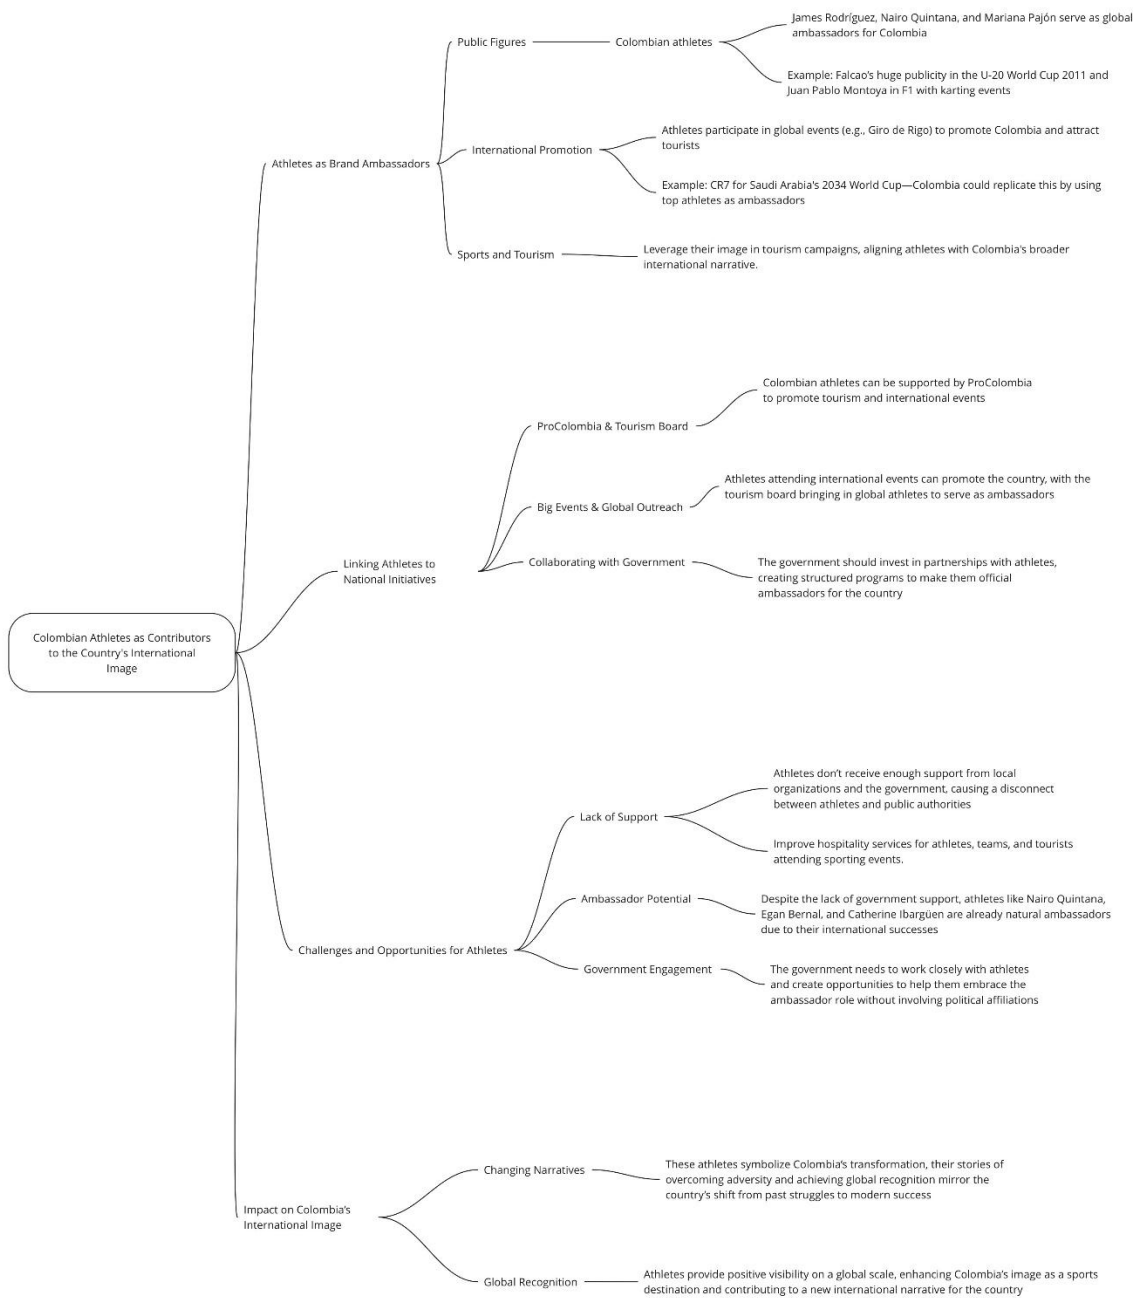 James Rodríguez, Nairo Quintana, and Mariana Pajón serve as global
ambassadors for Colombia
Public Figures
Colombian athletes
Example: Falcao’s huge publicity in the U-20 World Cup 2011 and
Juan Pablo Montoya in F1 with karting events
Athletes as Brand Ambassadors
International Promotion
Athletes participate in global events (e.g., Giro de Rigo) to promote Colombia and attract
tourists
Example: CR7 for Saudi Arabia's 2034 World Cup—Colombia could replicate this by using
top athletes as ambassadors
Sports and Tourism
Leverage their image in tourism campaigns, aligning athletes with Colombia's broader
international narrative.
Colombian athletes can be supported by ProColombia
to promote tourism and international events
ProColombia & Tourism Board
Athletes attending international events can promote the country, with the
tourism board bringing in global athletes to serve as ambassadors
Big Events & Global Outreach
Linking Athletes to
National Initiatives
Collaborating with Government
The government should invest in partnerships with athletes,
creating structured programs to make them official
ambassadors for the country
Colombian Athletes as Contributors
to the Country's International
Image
Athletes don’t receive enough support from local
organizations and the government, causing a disconnect
between athletes and public authorities
Lack of Support
Improve hospitality services for athletes, teams, and tourists
attending sporting events.
Ambassador Potential
Despite the lack of government support, athletes like Nairo Quintana,
Egan Bernal, and Catherine Ibargüen are already natural ambassadors
due to their international successes
Challenges and Opportunities for Athletes
Government Engagement
The government needs to work closely with athletes
and create opportunities to help them embrace the
ambassador role without involving political affiliations
Changing Narratives
These athletes symbolize Colombia’s transformation, their stories of
overcoming adversity and achieving global recognition mirror the
country’s shift from past struggles to modern success
Impact on Colombia’s
International Image
Global Recognition
Athletes provide positive visibility on a global scale, enhancing Colombia’s image as a sports
destination and contributing to a new international narrative for the country